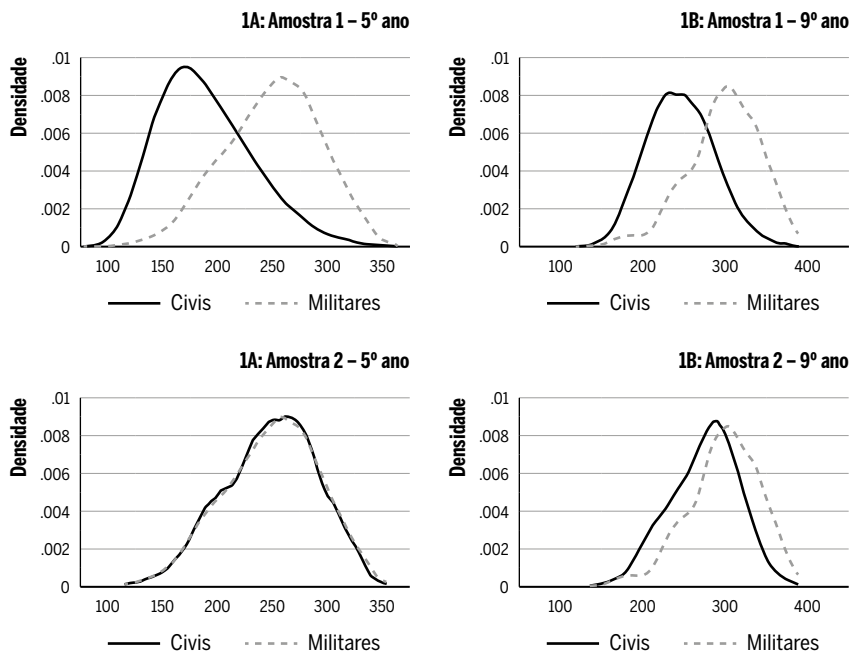 1A: Amostra 1 – 5º ano
Densidade
.01
.008
.006
.004
.002
0
100 150 200 250 300 350
Civis Militares
1B: Amostra 1 – 9º ano
Densidade
.01
.008
.006
.004
.002
0
100 200 300 400
Civis Militares
1A: Amostra 2 – 5º ano
Densidade
.01
.008
.006
.004
.002
0
100 150 200 250 300 350
Civis Militares
1B: Amostra 2 – 9º ano
Densidade
.01
.008
.006
.004
.002
0
100 200 300 400
Civis Militares